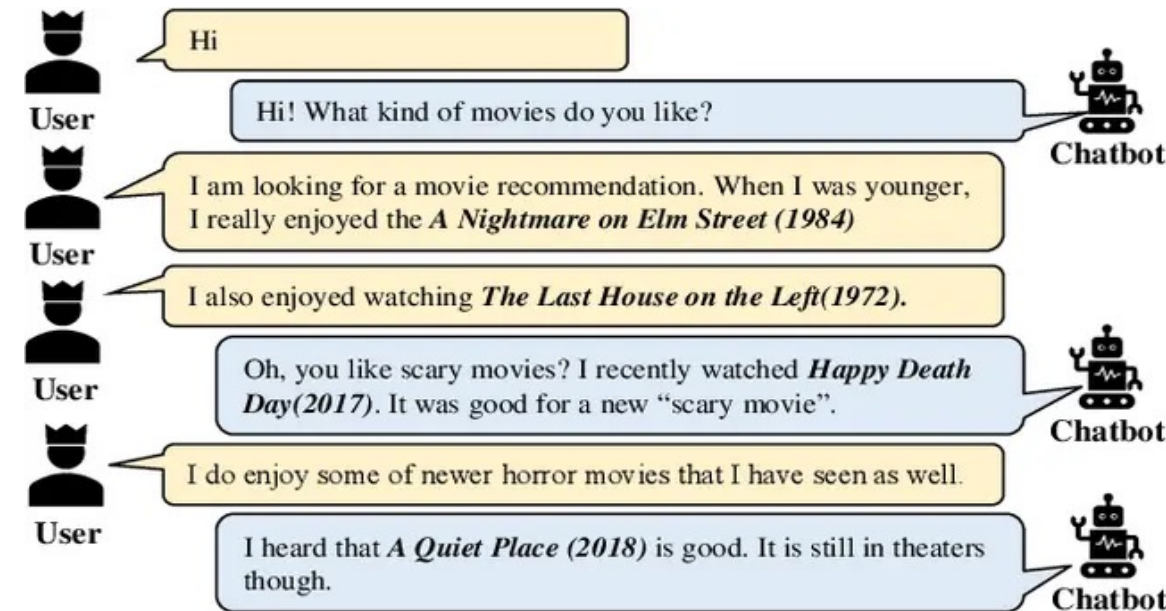 Hi
User
Hi! What kind of movies do you like?
Chatbot
I am looking for a movie recommendation. When I was younger,
I really enjoyed the A Nightmare on Elm Street (1984)
User
I also enjoyed watching The Last House on the Left(1972).
User
Oh, you like scary movies? I recently watched Happy Death
Day(2017). It was good for a new “scary movie”.
Chatbot
I do enjoy some of newer horror movies that I have seen as well.
User
I heard that A Quiet Place (2018) is good. It is still in theaters
though.
Chatbot